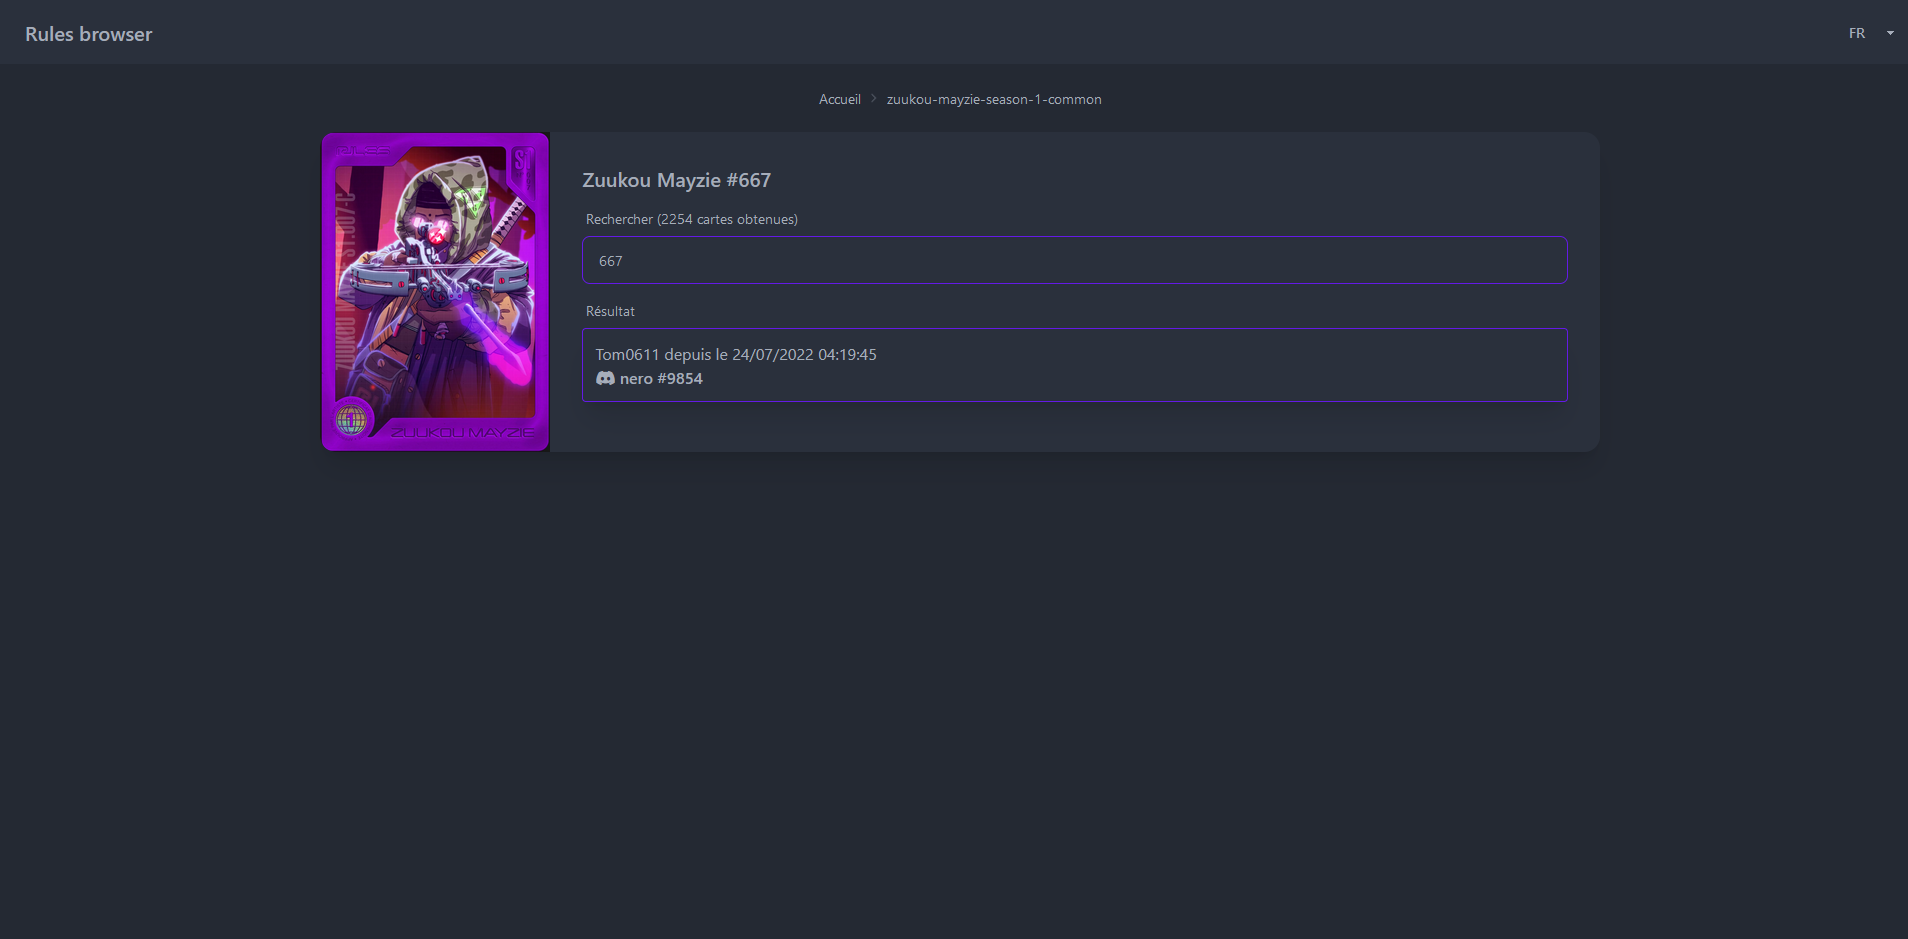 Rules browser
FR
Accueil
zuukou-mayzie-season-1-common
RULES
S1
ZUUKOU MAYZIE
Zuukou Mayzie #667
Rechercher (2254 cartes obtenues)
667
Résultat
Tom0611 depuis le 24/07/2022 04:19:45
nero #9854